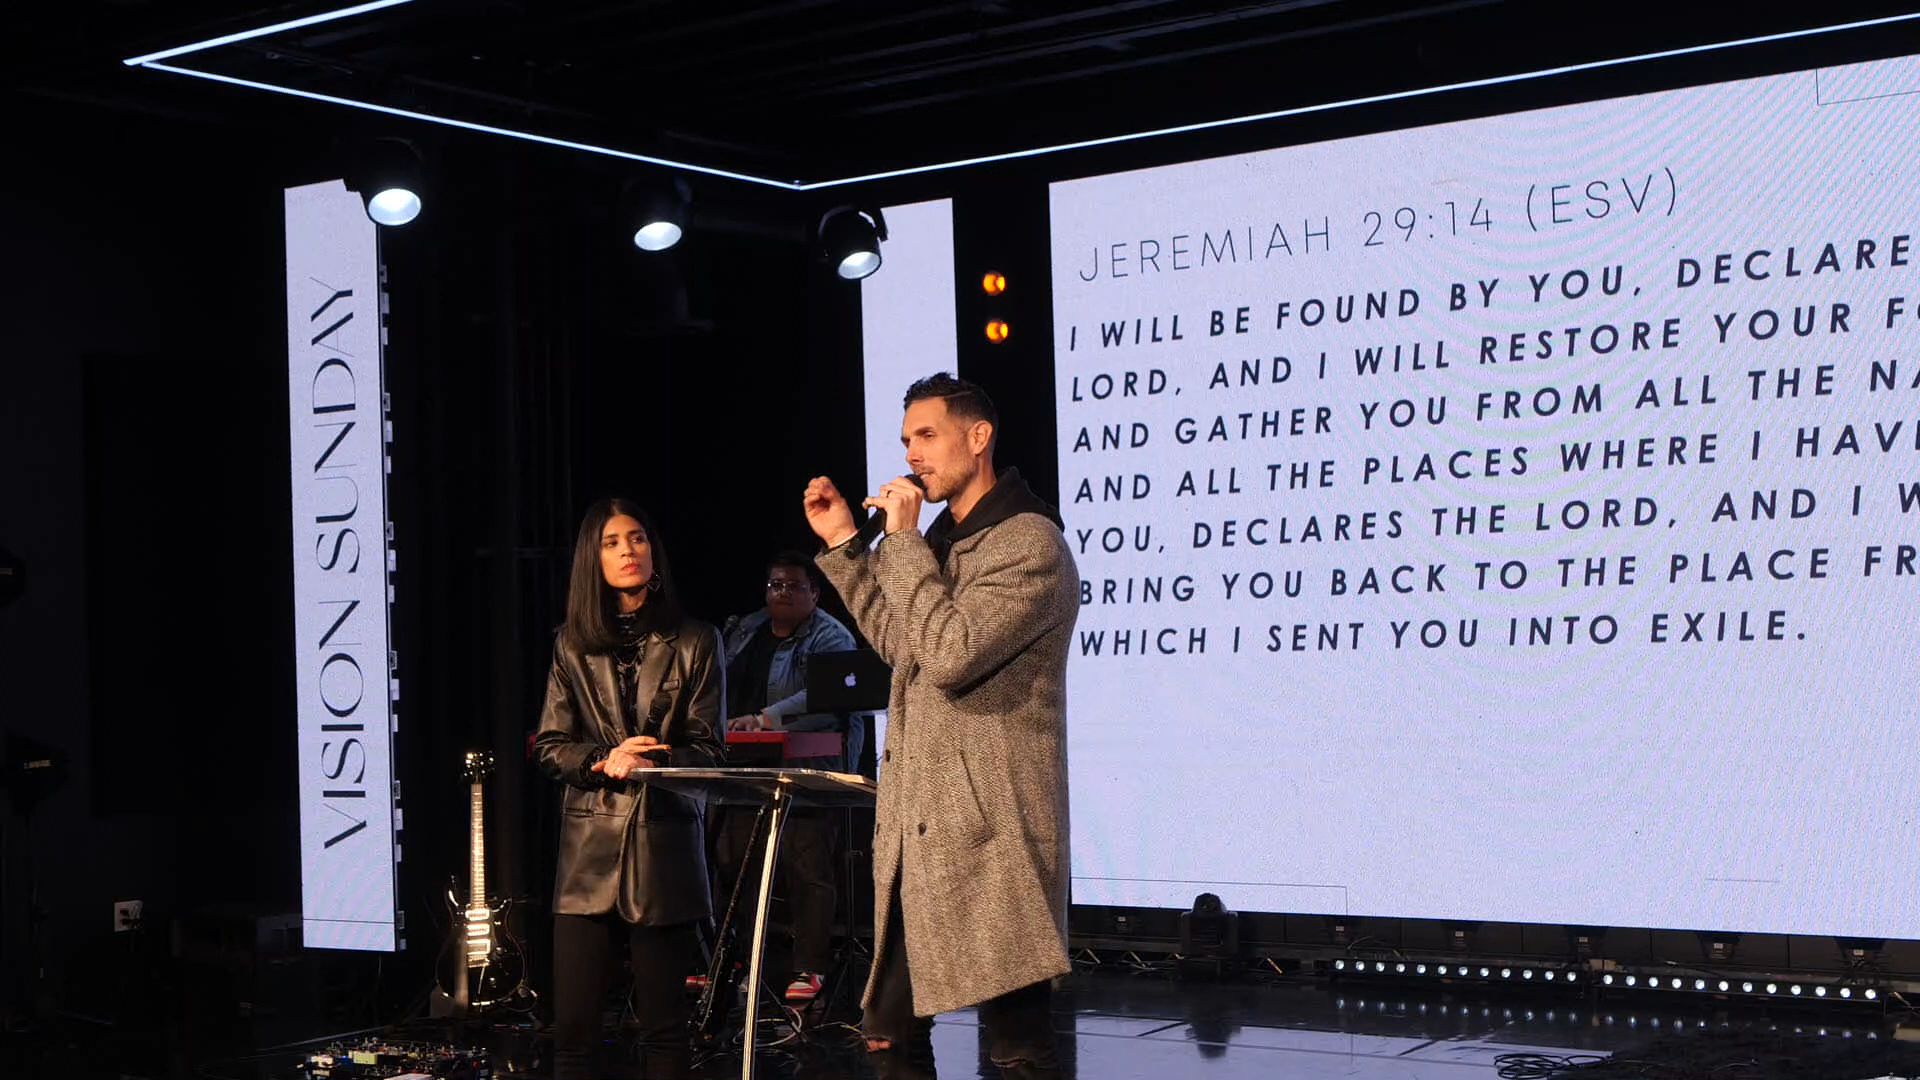 VISION SUNDAY
JEREMIAH 29:14 (ESV)
I WILL BE FOUND BY YOU, DECLARE
LORD, AND I WILL RESTORE YOUR
AND GATHER YOU FROM ALL THE
AND ALL THE PLACES WHERE I HAV
YOU, DECLARES THE LORD, AND I
BRING YOU BACK TO THE PLACE
WHICH I SENT YOU INTO EXILE.